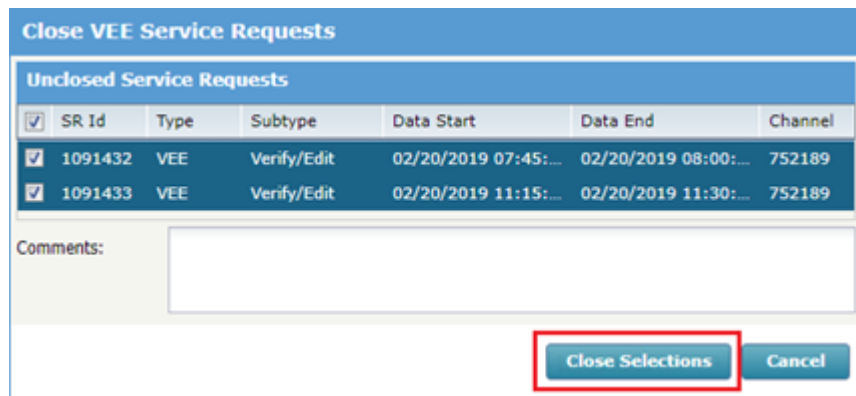 Close VEE Service Requests
Unclosed Service Requests
SR Id Type Subtype Data Start Data End Channel
1091432 VEE Verify/Edit 02/20/2019 07:45:... 02/20/2019 08:00:... 752189
1091433 VEE Verify/Edit 02/20/2019 11:15:... 02/20/2019 11:30:... 752189
Comments:
Close Selections Cancel